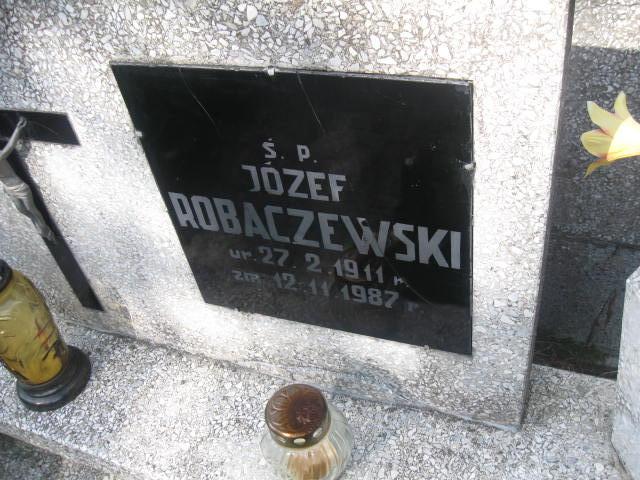 Ś. P.
JÓZEF
ROBACZEWSKI
ur. 27. 2. 1911 r.
zm. 12. 11. 1987 r.